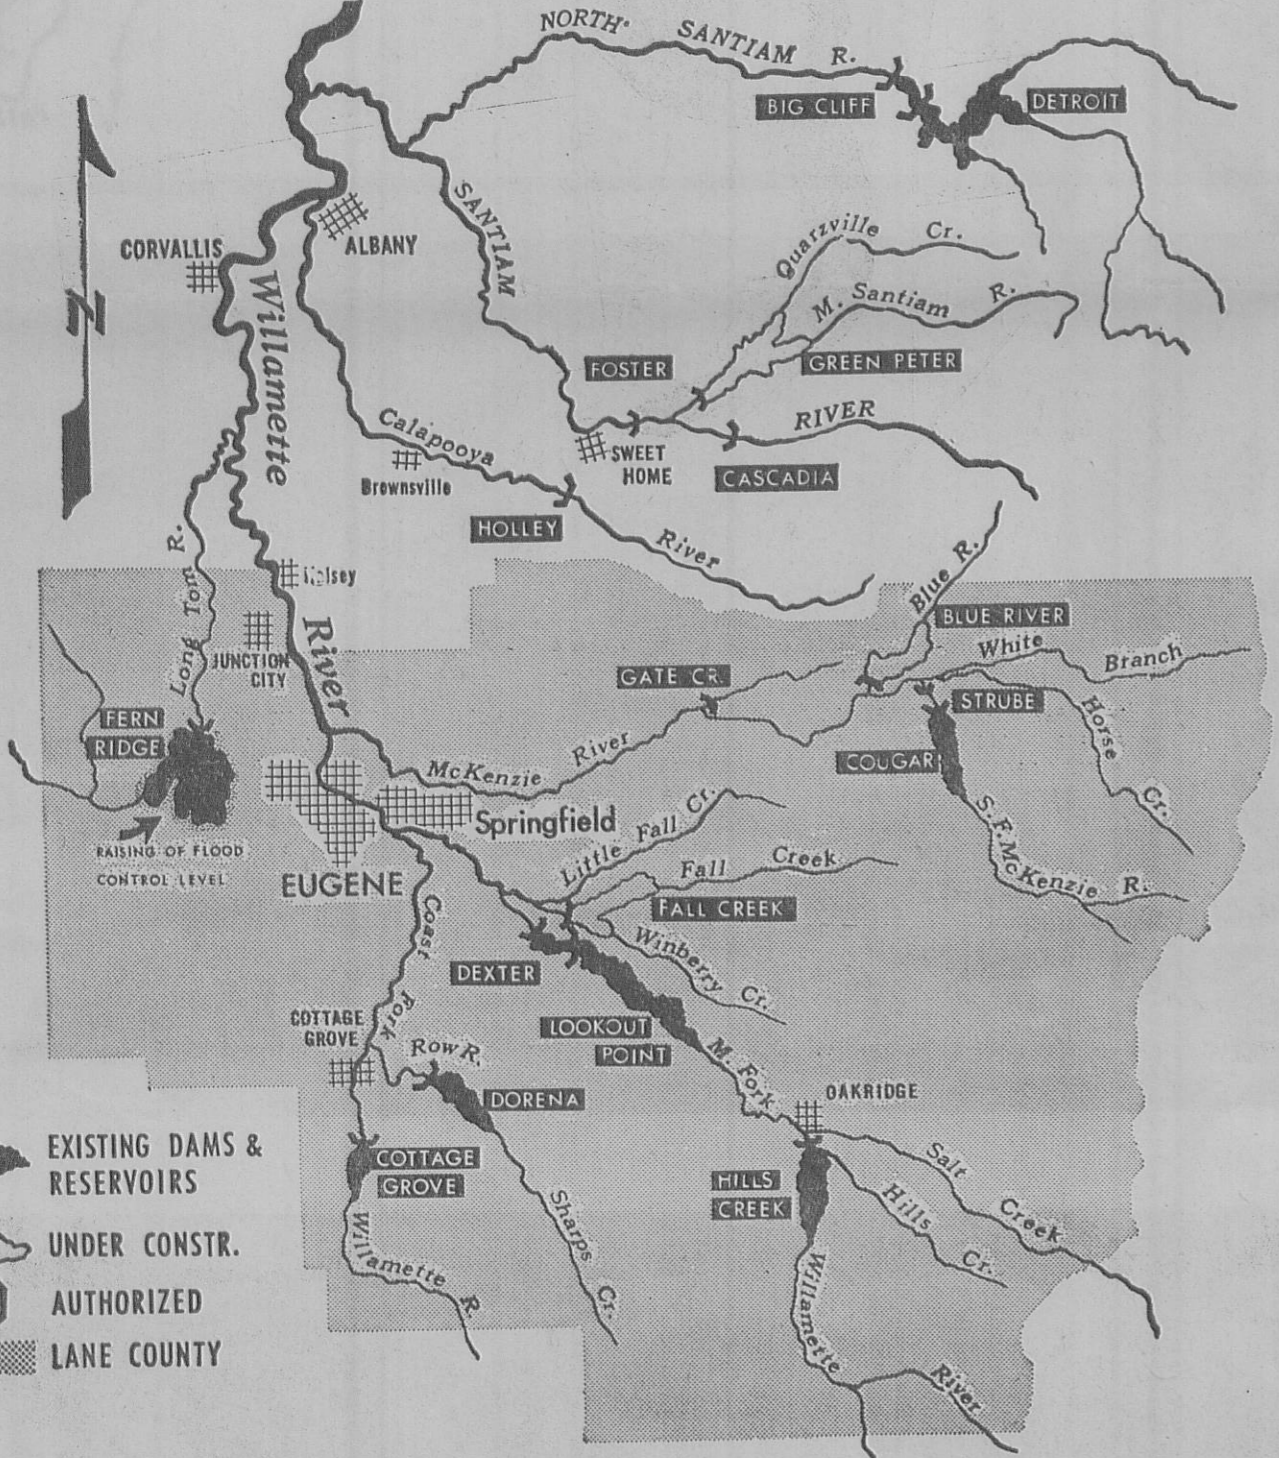 NORTH SANTIAM R.
BIG CLIFF
DETROIT
SANTIAM
CORVALLIS
ALBANY
Quarzville Cr.
M. Santiam R.
N
Willamette
FOSTER
GREEN PETER
RIVER
Calapooya
SWEET
HOME
CASCADIA
Brownsville
HOLLEY
River
Blue R.
Long Tom R.
BLUE RIVER
River
JUNCTION
CITY
White Branch
GATE CR.
STRUBE
Horse Cr.
FERN
RIDGE
McKenzie River
COUGAR
Springfield
Little Fall Cr.
S. F. McKenzie R.
RAISING OF FLOOD
CONTROL LEVEL
EUGENE
Fall Creek
FALL CREEK
Coast Fork
Winberry Cr.
DEXTER
COTTAGE
GROVE
LOOKOUT
POINT
Row R.
M. Fork
DORENA
OAKRIDGE
EXISTING DAMS &
RESERVOIRS
COTTAGE
GROVE
Salt Creek
HILLS
CREEK
Hills Cr.
Sharps Cr.
UNDER CONSTR.
Willamette R.
AUTHORIZED
Willamette River
LANE COUNTY